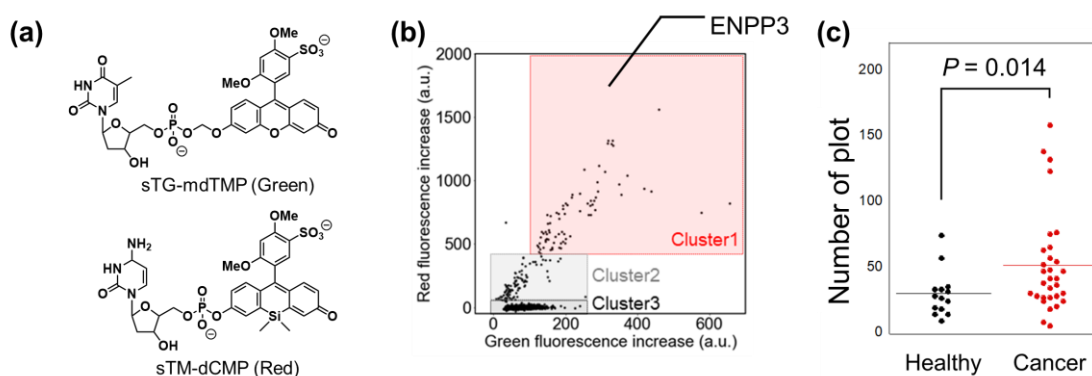 (a)
OMe
SO3⊖
MeO
O
HN
O
N
O
O
P
O
O
O
O
O
O⊖
OH
sTG-mdTMP (Green)
NH2
OMe
SO3⊖
HN
MeO
O
N
O
O
P
O
O
O
O⊖
Si
OH
sTM-dCMP (Red)
(b)
ENPP3
Red fluorescence increase (a.u.)
2000
1500
1000
500
0
Cluster1
Cluster2
Cluster3
0 200 400 600
Green fluorescence increase (a.u.)
(c)
P = 0.014
Number of plot
200
150
100
50
0
Healthy Cancer